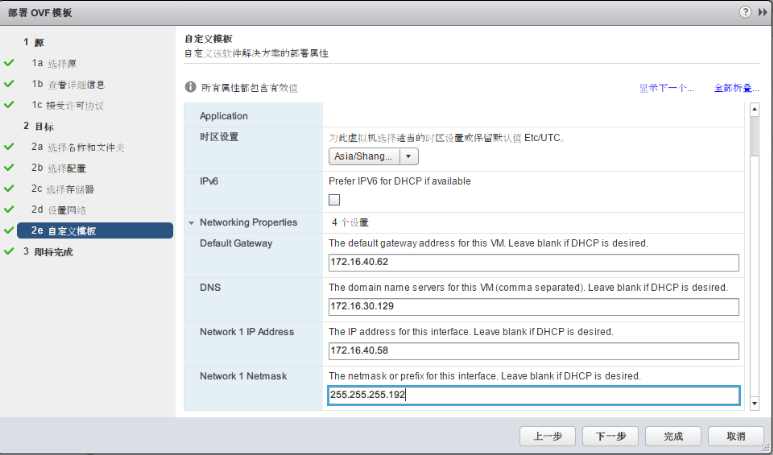 部署 OVF 模板
1 源
1a 选择源
1b 查看详细信息
1c 接受许可协议
2 目标
2a 选择名称和文件夹
2b 选择配置
2c 选择存储器
2d 设置网络
2e 自定义模板
3 即将完成
自定义模板
自定义该软件解决方案的部署属性
所有属性都包含有效值
显示下一个...
全部折叠...
Application
时区设置
为此虚拟机选择适当的时区设置或保留默认值 Etc/UTC。
Asia/Shang...
IPv6
Prefer IPV6 for DHCP if available
Networking Properties
4 个设置
Default Gateway
The default gateway address for this VM. Leave blank if DHCP is desired.
172.16.40.62
DNS
The domain name servers for this VM (comma separated). Leave blank if DHCP is desired.
172.16.30.129
Network 1 IP Address
The IP address for this interface. Leave blank if DHCP is desired.
172.16.40.58
Network 1 Netmask
The netmask or prefix for this interface. Leave blank if DHCP is desired.
255.255.255.192
上一步
下一步
完成
取消